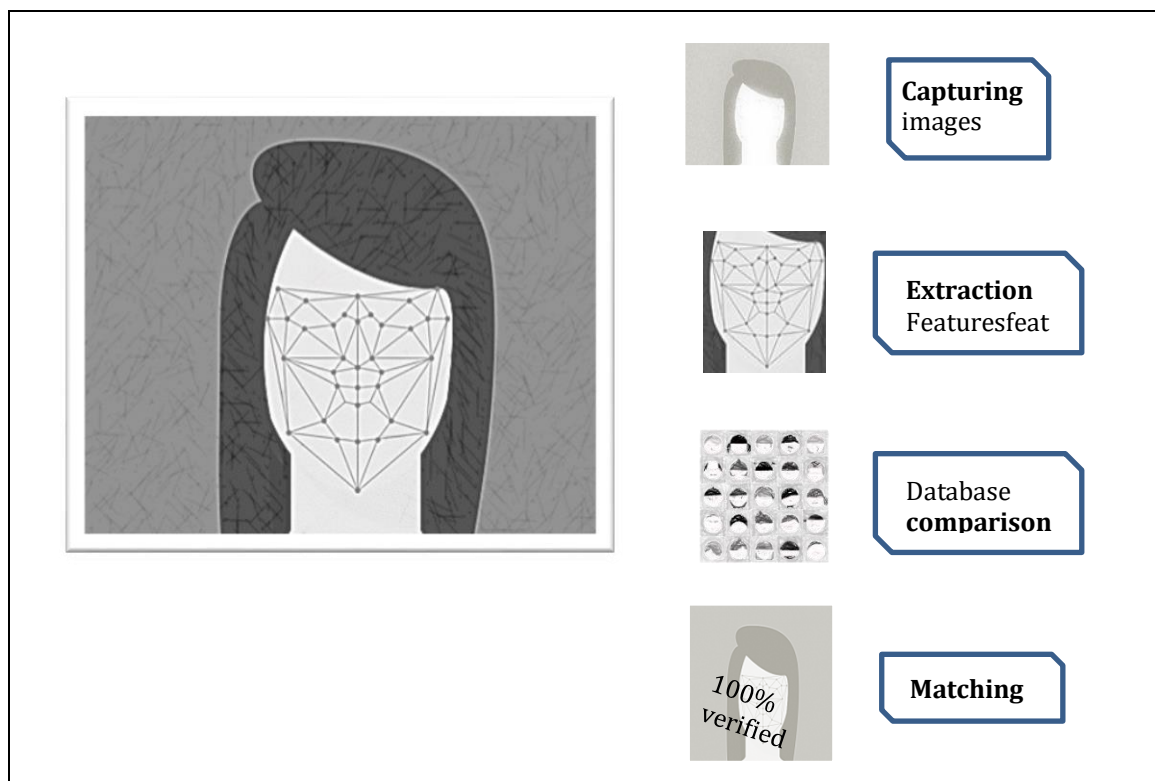 Capturing
images
Extraction
Featuresfeat
Database
comparison
100%
verified
Matching